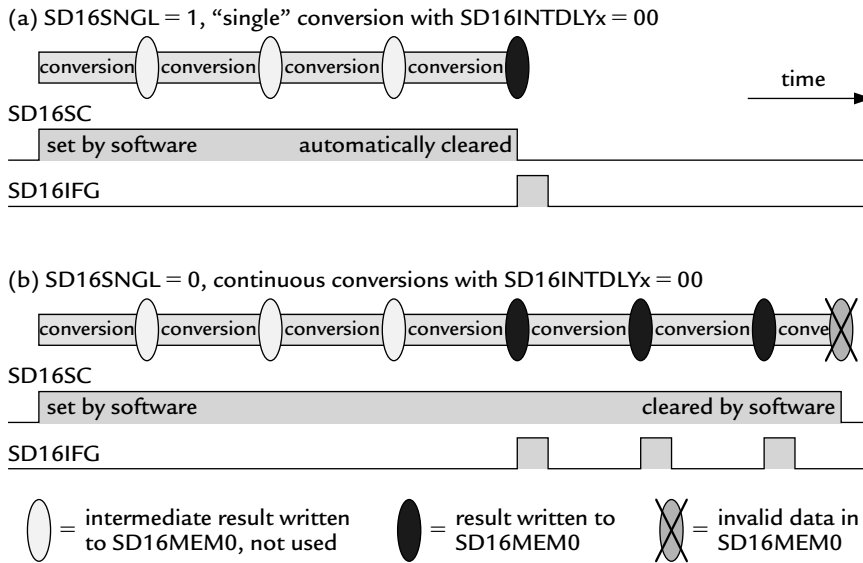 (a) SD16SNGL = 1, “single” conversion with SD16INTDLYx = 00
conversion conversion conversion conversion
time
SD16SC
set by software automatically cleared
SD16IFG
(b) SD16SNGL = 0, continuous conversions with SD16INTDLYx = 00
conversion conversion conversion conversion conversion conversion conve
SD16SC
set by software cleared by software
SD16IFG
= intermediate result written
to SD16MEM0, not used
= result written to
SD16MEM0
= invalid data in
SD16MEM0